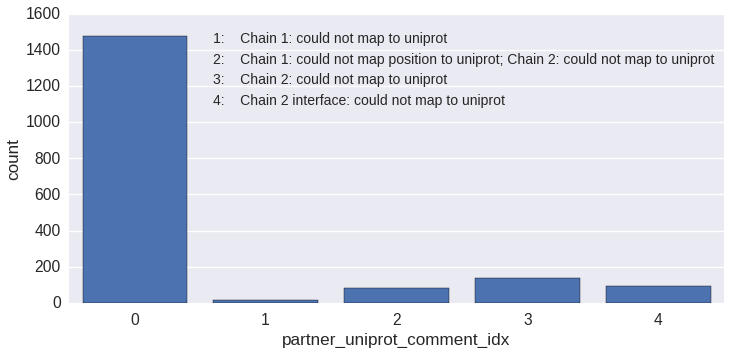 1600
1400
1200
1000
800
600
400
200
0
count
1: Chain 1: could not map to uniprot
2: Chain 1: could not map position to uniprot; Chain 2: could not map to uniprot
3: Chain 2: could not map to uniprot
4: Chain 2 interface: could not map to uniprot
0 1 2 3 4
partner_uniprot_comment_idx